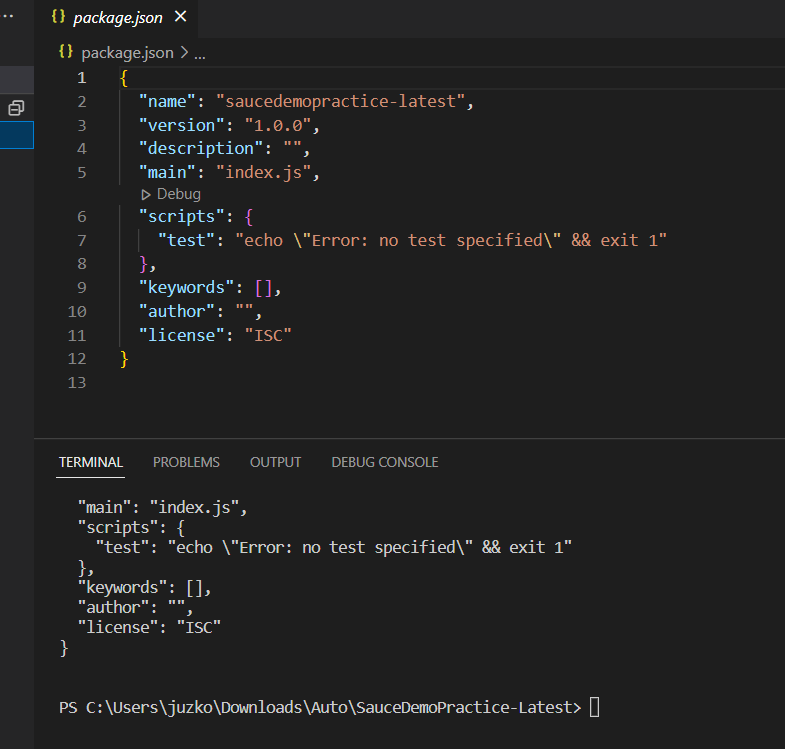 {} package.json ×
{} package.json > ...
1 {
2 "name": "saucedemopractice-latest",
3 "version": "1.0.0",
4 "description": "",
5 "main": "index.js",
Debug
6 "scripts": {
7 "test": "echo \"Error: no test specified\" && exit 1"
8 },
9 "keywords": [],
10 "author": "",
11 "license": "ISC"
12 }
13
TERMINAL PROBLEMS OUTPUT DEBUG CONSOLE
"main": "index.js",
"scripts": {
"test": "echo \"Error: no test specified\" && exit 1"
},
"keywords": [],
"author": "",
"license": "ISC"
}
PS C:\Users\juzko\Downloads\Auto\SauceDemoPractice-Latest>